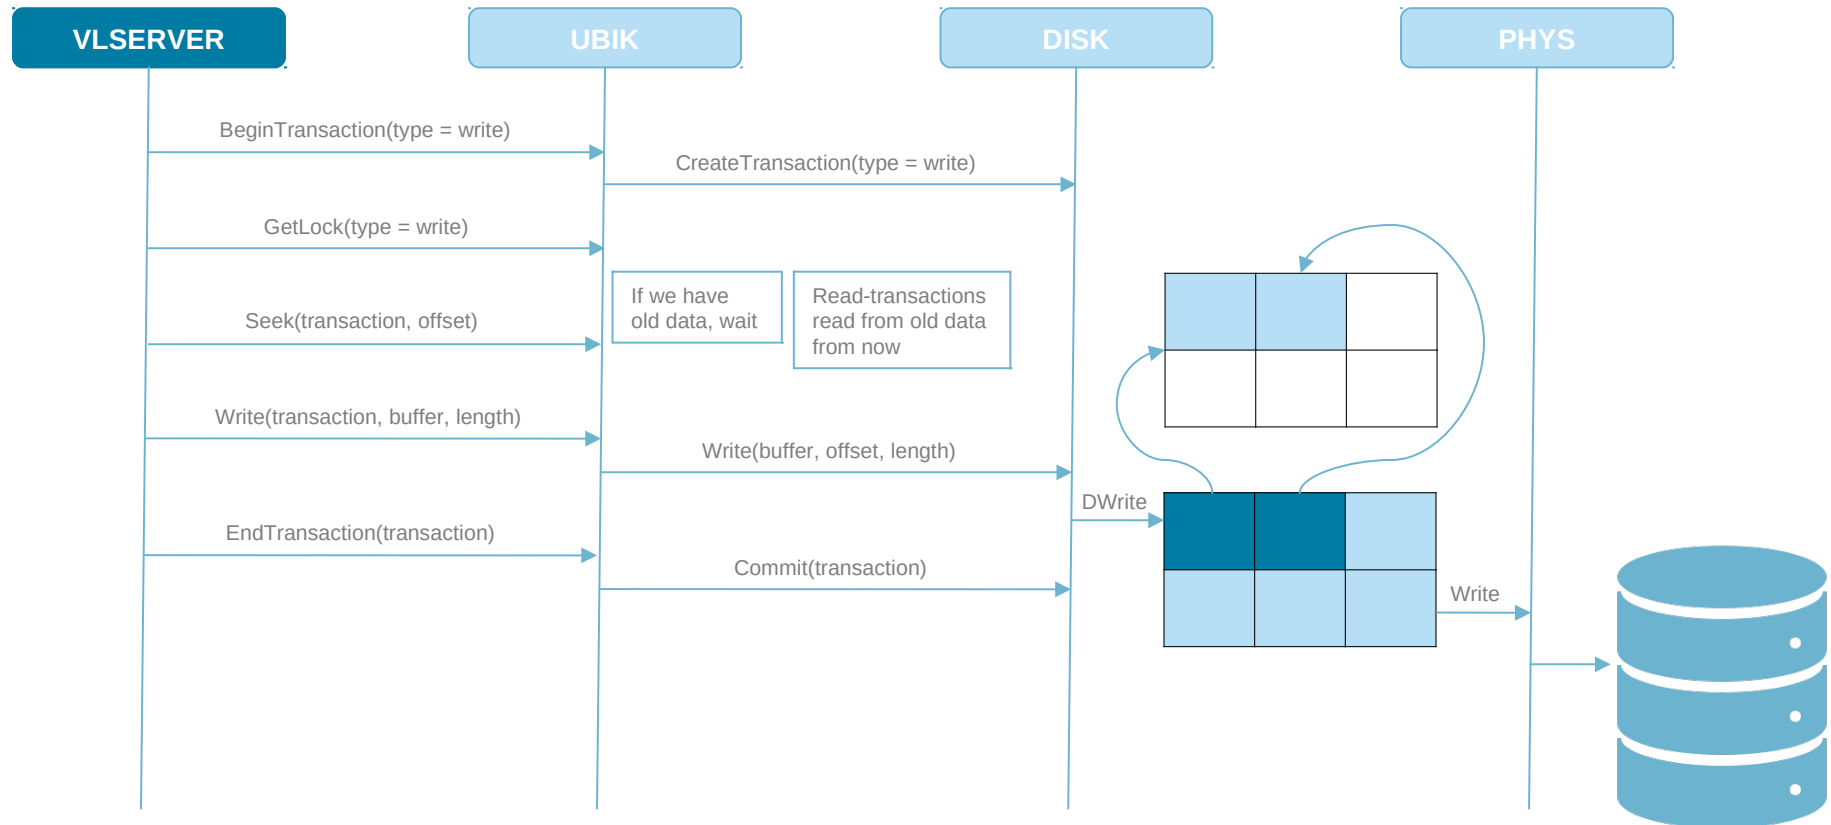 VLSERVER
UBIK
DISK
PHYS
BeginTransaction(type = write)
CreateTransaction(type = write)
GetLock(type = write)
If we have
old data, wait
Read-transactions
read from old data
from now
Seek(transaction, offset)
Write(transaction, buffer, length)
Write(buffer, offset, length)
DWrite
EndTransaction(transaction)
Commit(transaction)
Write